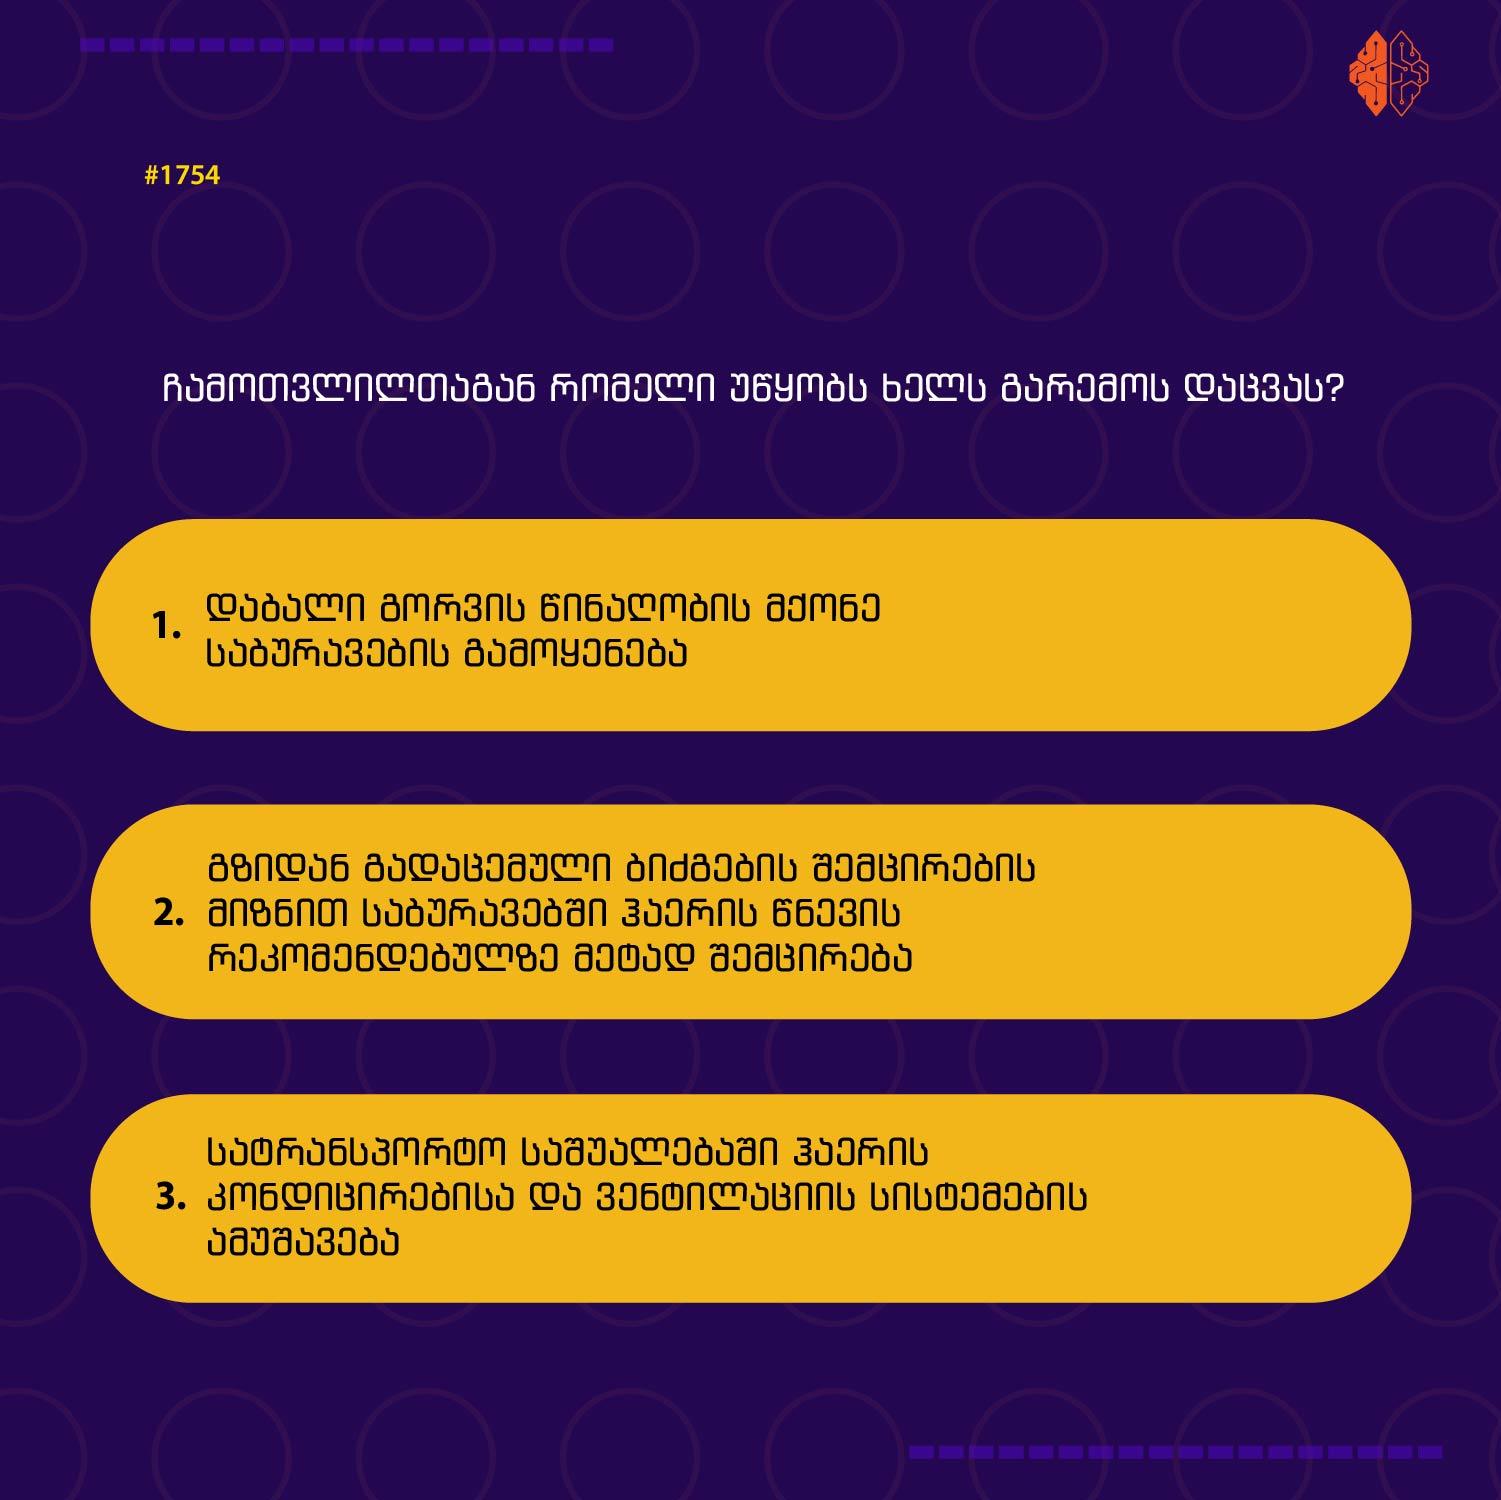 #1754
ჩამოთვლილთაგან რომელი უწყობს ხელს გარემოს დაცვას?
1. დაბალი გორვის წინაღობის მქონე
საბურავების გამოყენება
გზიდან გადაცემული ბიძგების შემცირების
2. მიზნით საბურავებში ჰაერის წნევის
რეკომენდებულზე მეტად შემცირება
სატრანსპორტო საშუალებაში ჰაერის
3. კონდიცირებისა და ვენტილაციის სისტემების
ამუშავება